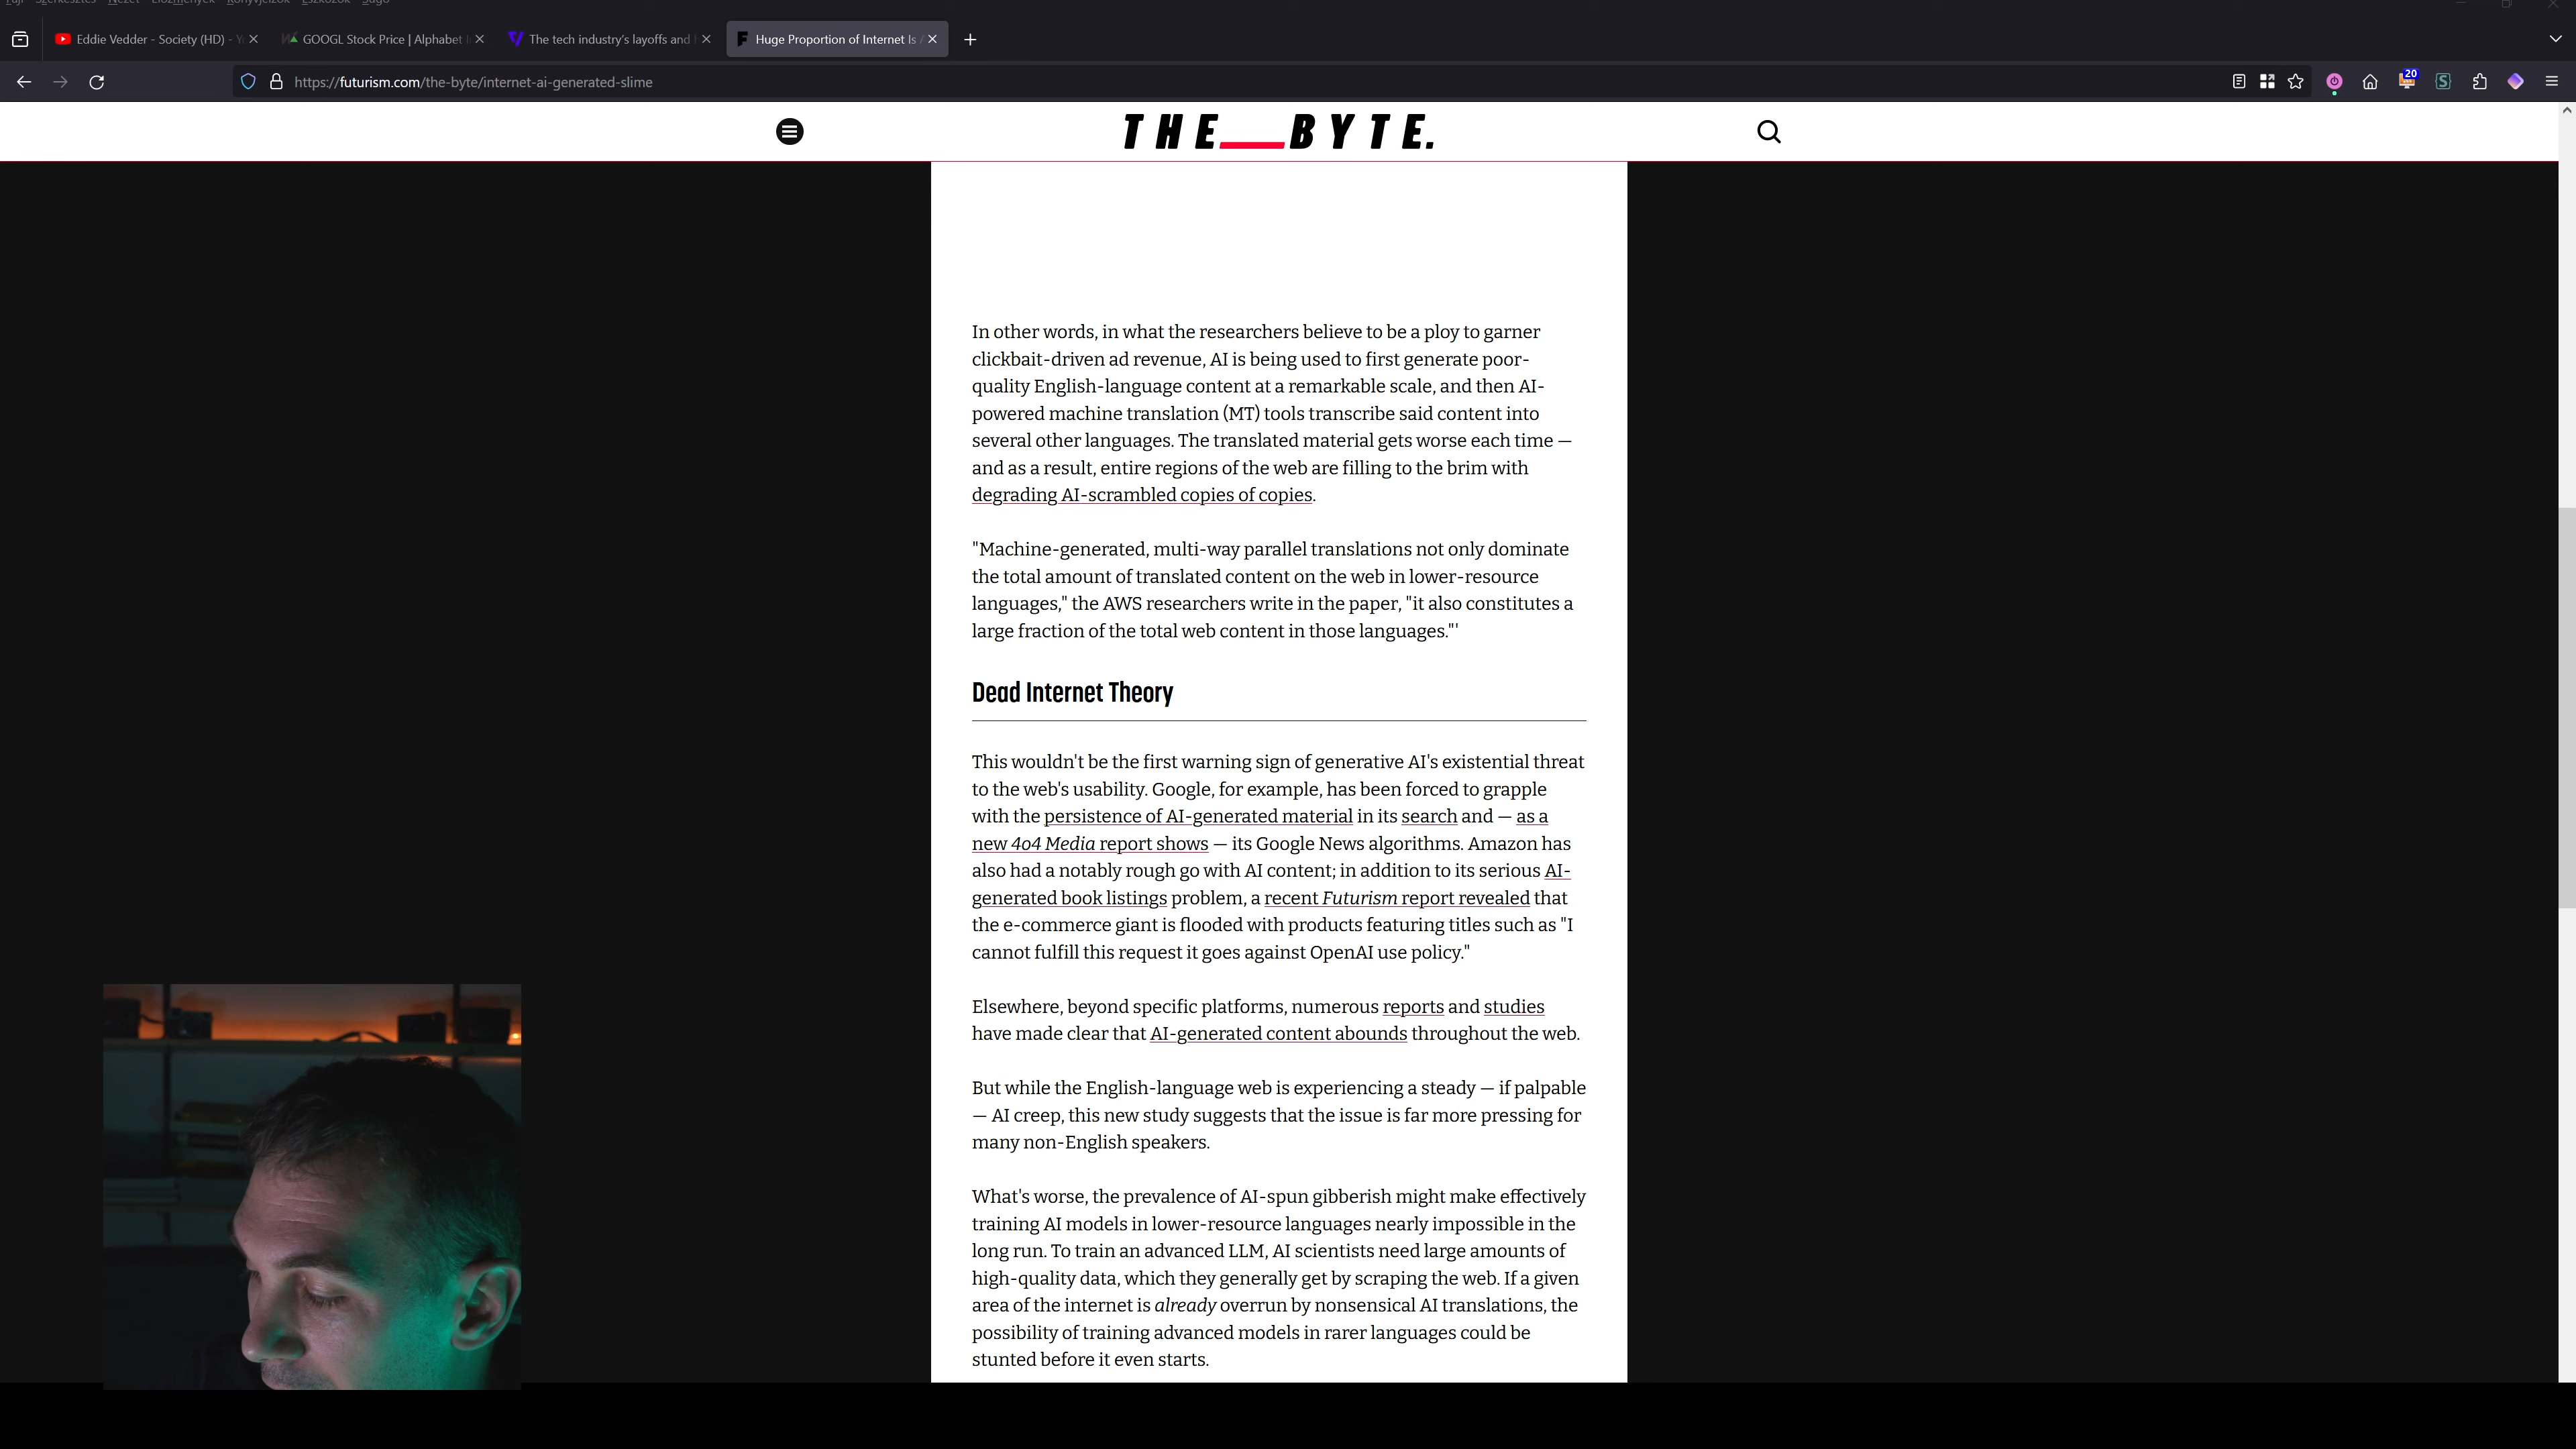 Fájl Szerkesztés Nézet Előzmények Könyvjelzők Eszközök Súgó
Eddie Vedder - Society (HD) -
GOOGL Stock Price | Alphabet
The tech industry's layoffs and
Huge Proportion of Internet Is
https://futurism.com/the-byte/internet-ai-generated-slime
20
THE__BYTE.
In other words, in what the researchers believe to be a ploy to garner
clickbait-driven ad revenue, AI is being used to first generate poor-
quality English-language content at a remarkable scale, and then AI-
powered machine translation (MT) tools transcribe said content into
several other languages. The translated material gets worse each time —
and as a result, entire regions of the web are filling to the brim with
degrading AI-scrambled copies of copies.
"Machine-generated, multi-way parallel translations not only dominate
the total amount of translated content on the web in lower-resource
languages," the AWS researchers write in the paper, "it also constitutes a
large fraction of the total web content in those languages."'
Dead Internet Theory
This wouldn't be the first warning sign of generative AI's existential threat
to the web's usability. Google, for example, has been forced to grapple
with the persistence of AI-generated material in its search and — as a
new 404 Media report shows — its Google News algorithms. Amazon has
also had a notably rough go with AI content; in addition to its serious AI-
generated book listings problem, a recent Futurism report revealed that
the e-commerce giant is flooded with products featuring titles such as "I
cannot fulfill this request it goes against OpenAI use policy."
Elsewhere, beyond specific platforms, numerous reports and studies
have made clear that AI-generated content abounds throughout the web.
But while the English-language web is experiencing a steady — if palpable
— AI creep, this new study suggests that the issue is far more pressing for
many non-English speakers.
What's worse, the prevalence of AI-spun gibberish might make effectively
training AI models in lower-resource languages nearly impossible in the
long run. To train an advanced LLM, AI scientists need large amounts of
high-quality data, which they generally get by scraping the web. If a given
area of the internet is already overrun by nonsensical AI translations, the
possibility of training advanced models in rarer languages could be
stunted before it even starts.